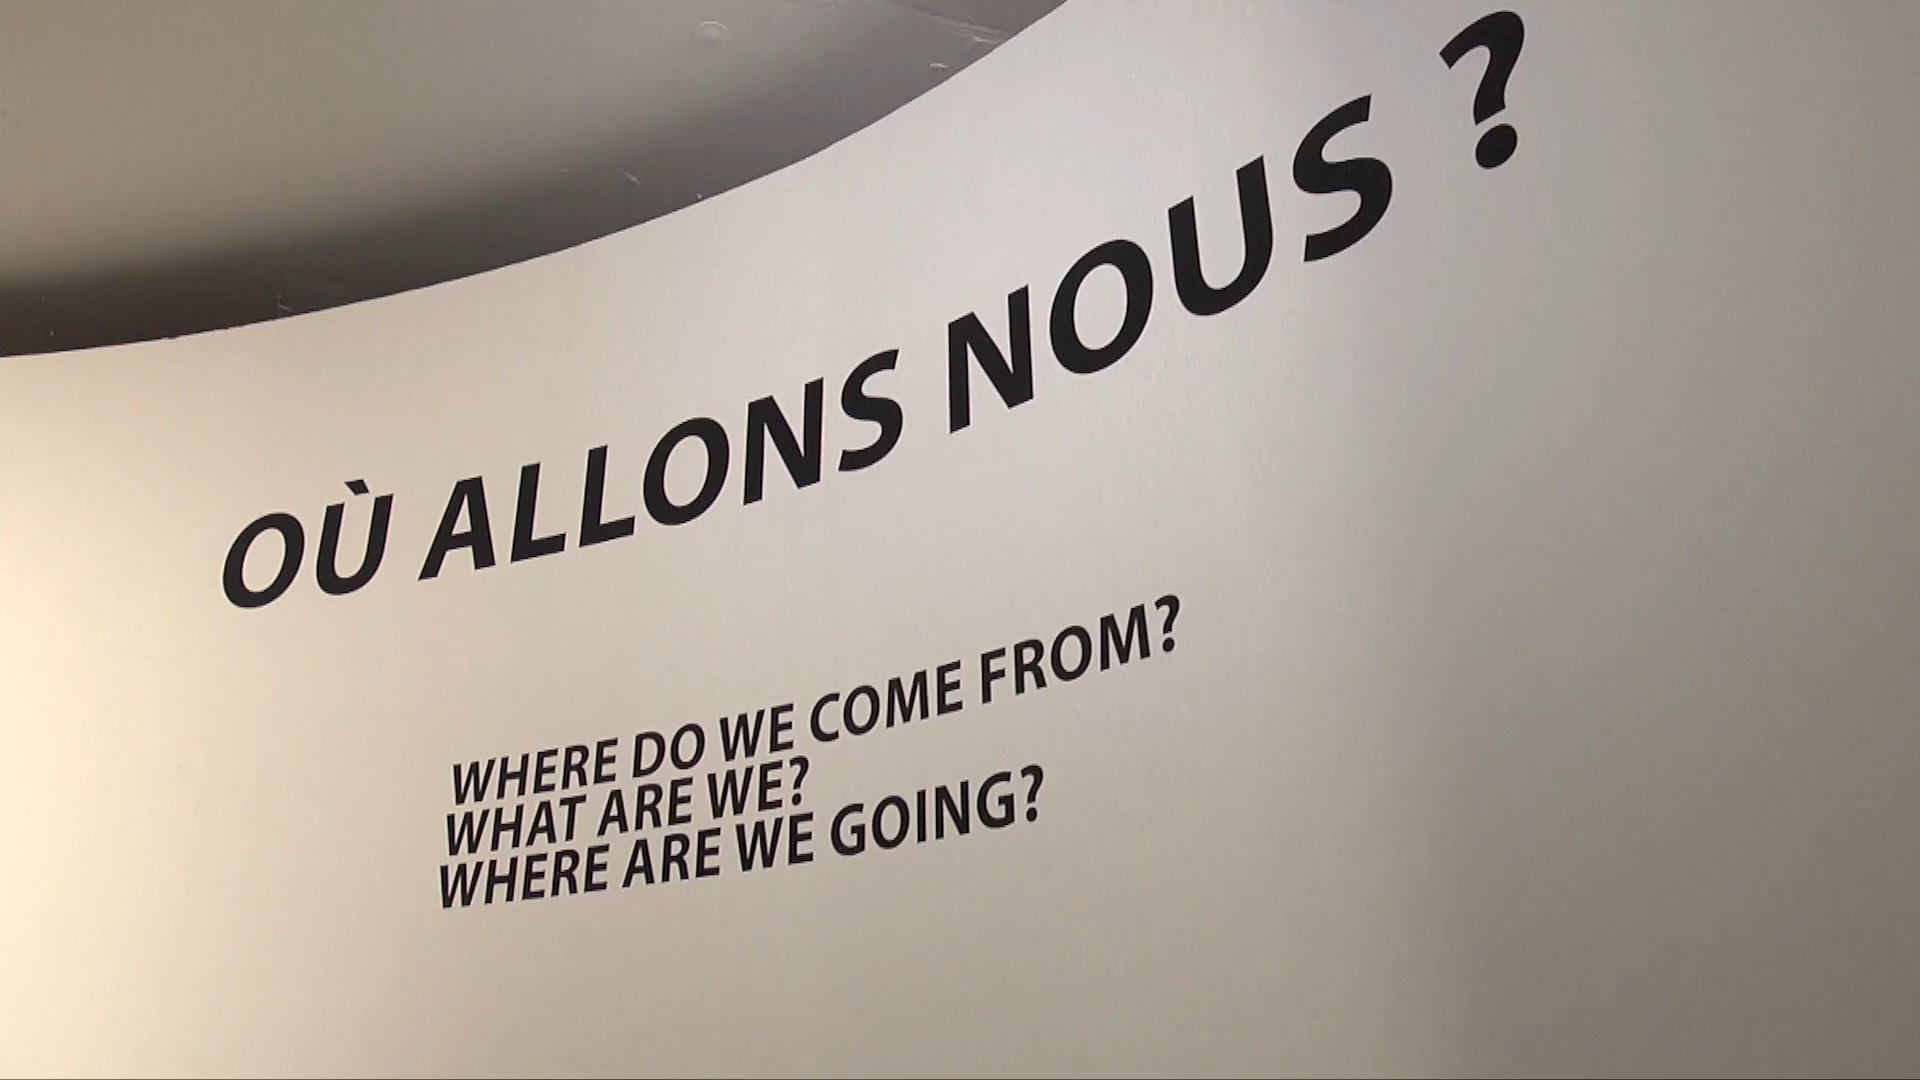 OÙ ALLONS NOUS ?
WHERE DO WE COME FROM?
WHAT ARE WE?
WHERE ARE WE GOING?